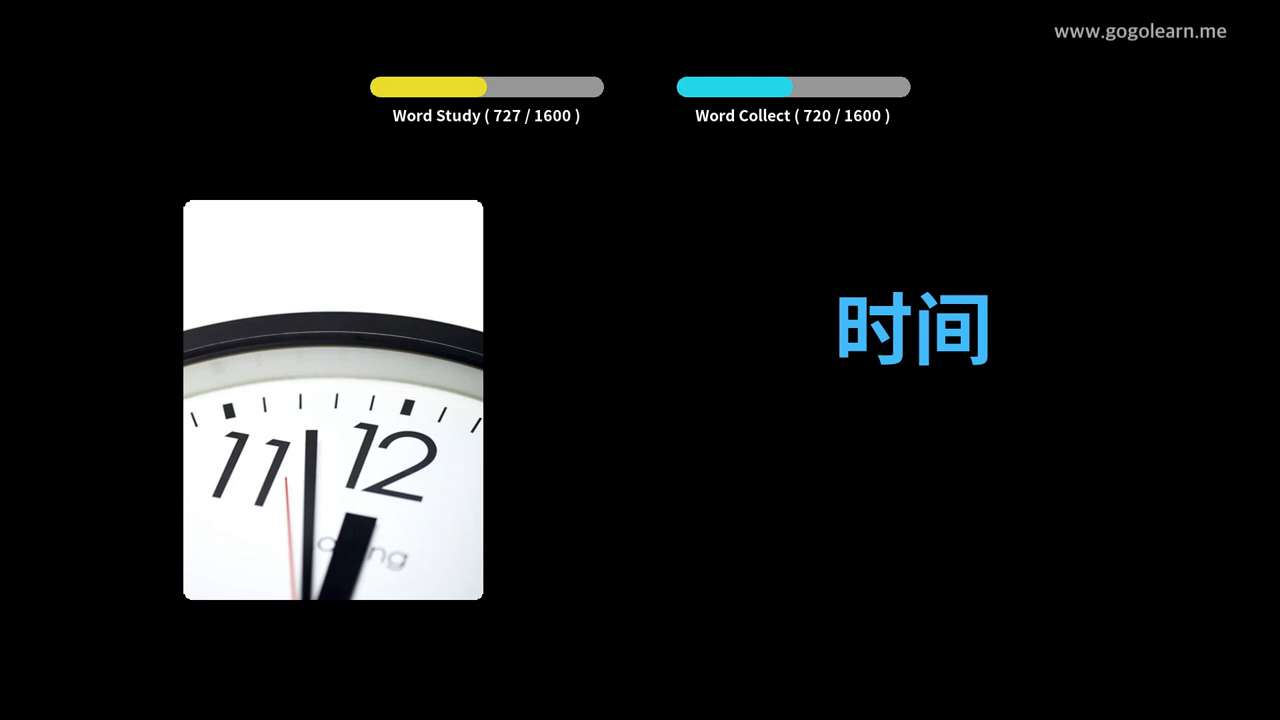 www.gogolearn.me
Word Study ( 727 / 1600 )
Word Collect ( 720 / 1600 )
时间
11 12